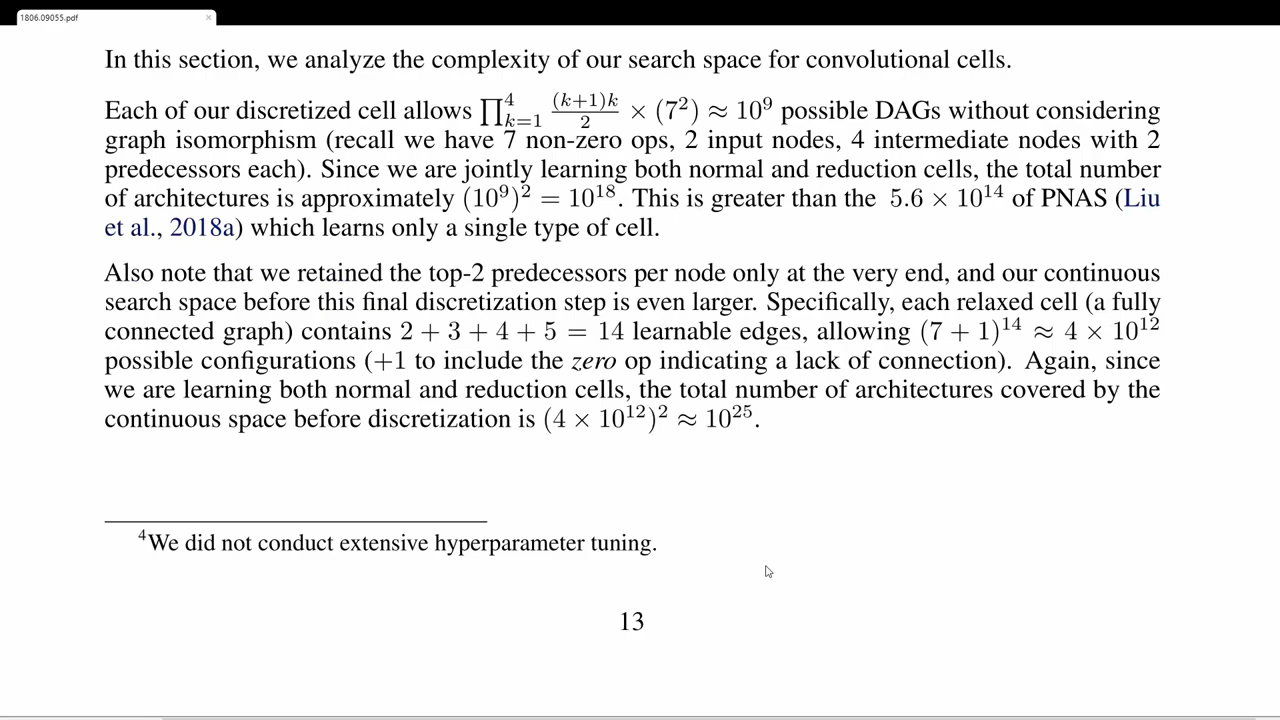 1806.09055.pdf ×
In this section, we analyze the complexity of our search space for convolutional cells.
Each of our discretized cell allows ∏⁴ₖ₌₁ (k+1)k/2 × (7²) ≈ 10⁹ possible DAGs without considering
graph isomorphism (recall we have 7 non-zero ops, 2 input nodes, 4 intermediate nodes with 2
predecessors each). Since we are jointly learning both normal and reduction cells, the total number
of architectures is approximately (10⁹)² = 10¹⁸. This is greater than the 5.6 × 10¹⁴ of PNAS (Liu
et al., 2018a) which learns only a single type of cell.
Also note that we retained the top-2 predecessors per node only at the very end, and our continuous
search space before this final discretization step is even larger. Specifically, each relaxed cell (a fully
connected graph) contains 2 + 3 + 4 + 5 = 14 learnable edges, allowing (7 + 1)¹⁴ ≈ 4 × 10¹²
possible configurations (+1 to include the zero op indicating a lack of connection). Again, since
we are learning both normal and reduction cells, the total number of architectures covered by the
continuous space before discretization is (4 × 10¹²)² ≈ 10²⁵.
⁴We did not conduct extensive hyperparameter tuning.
13